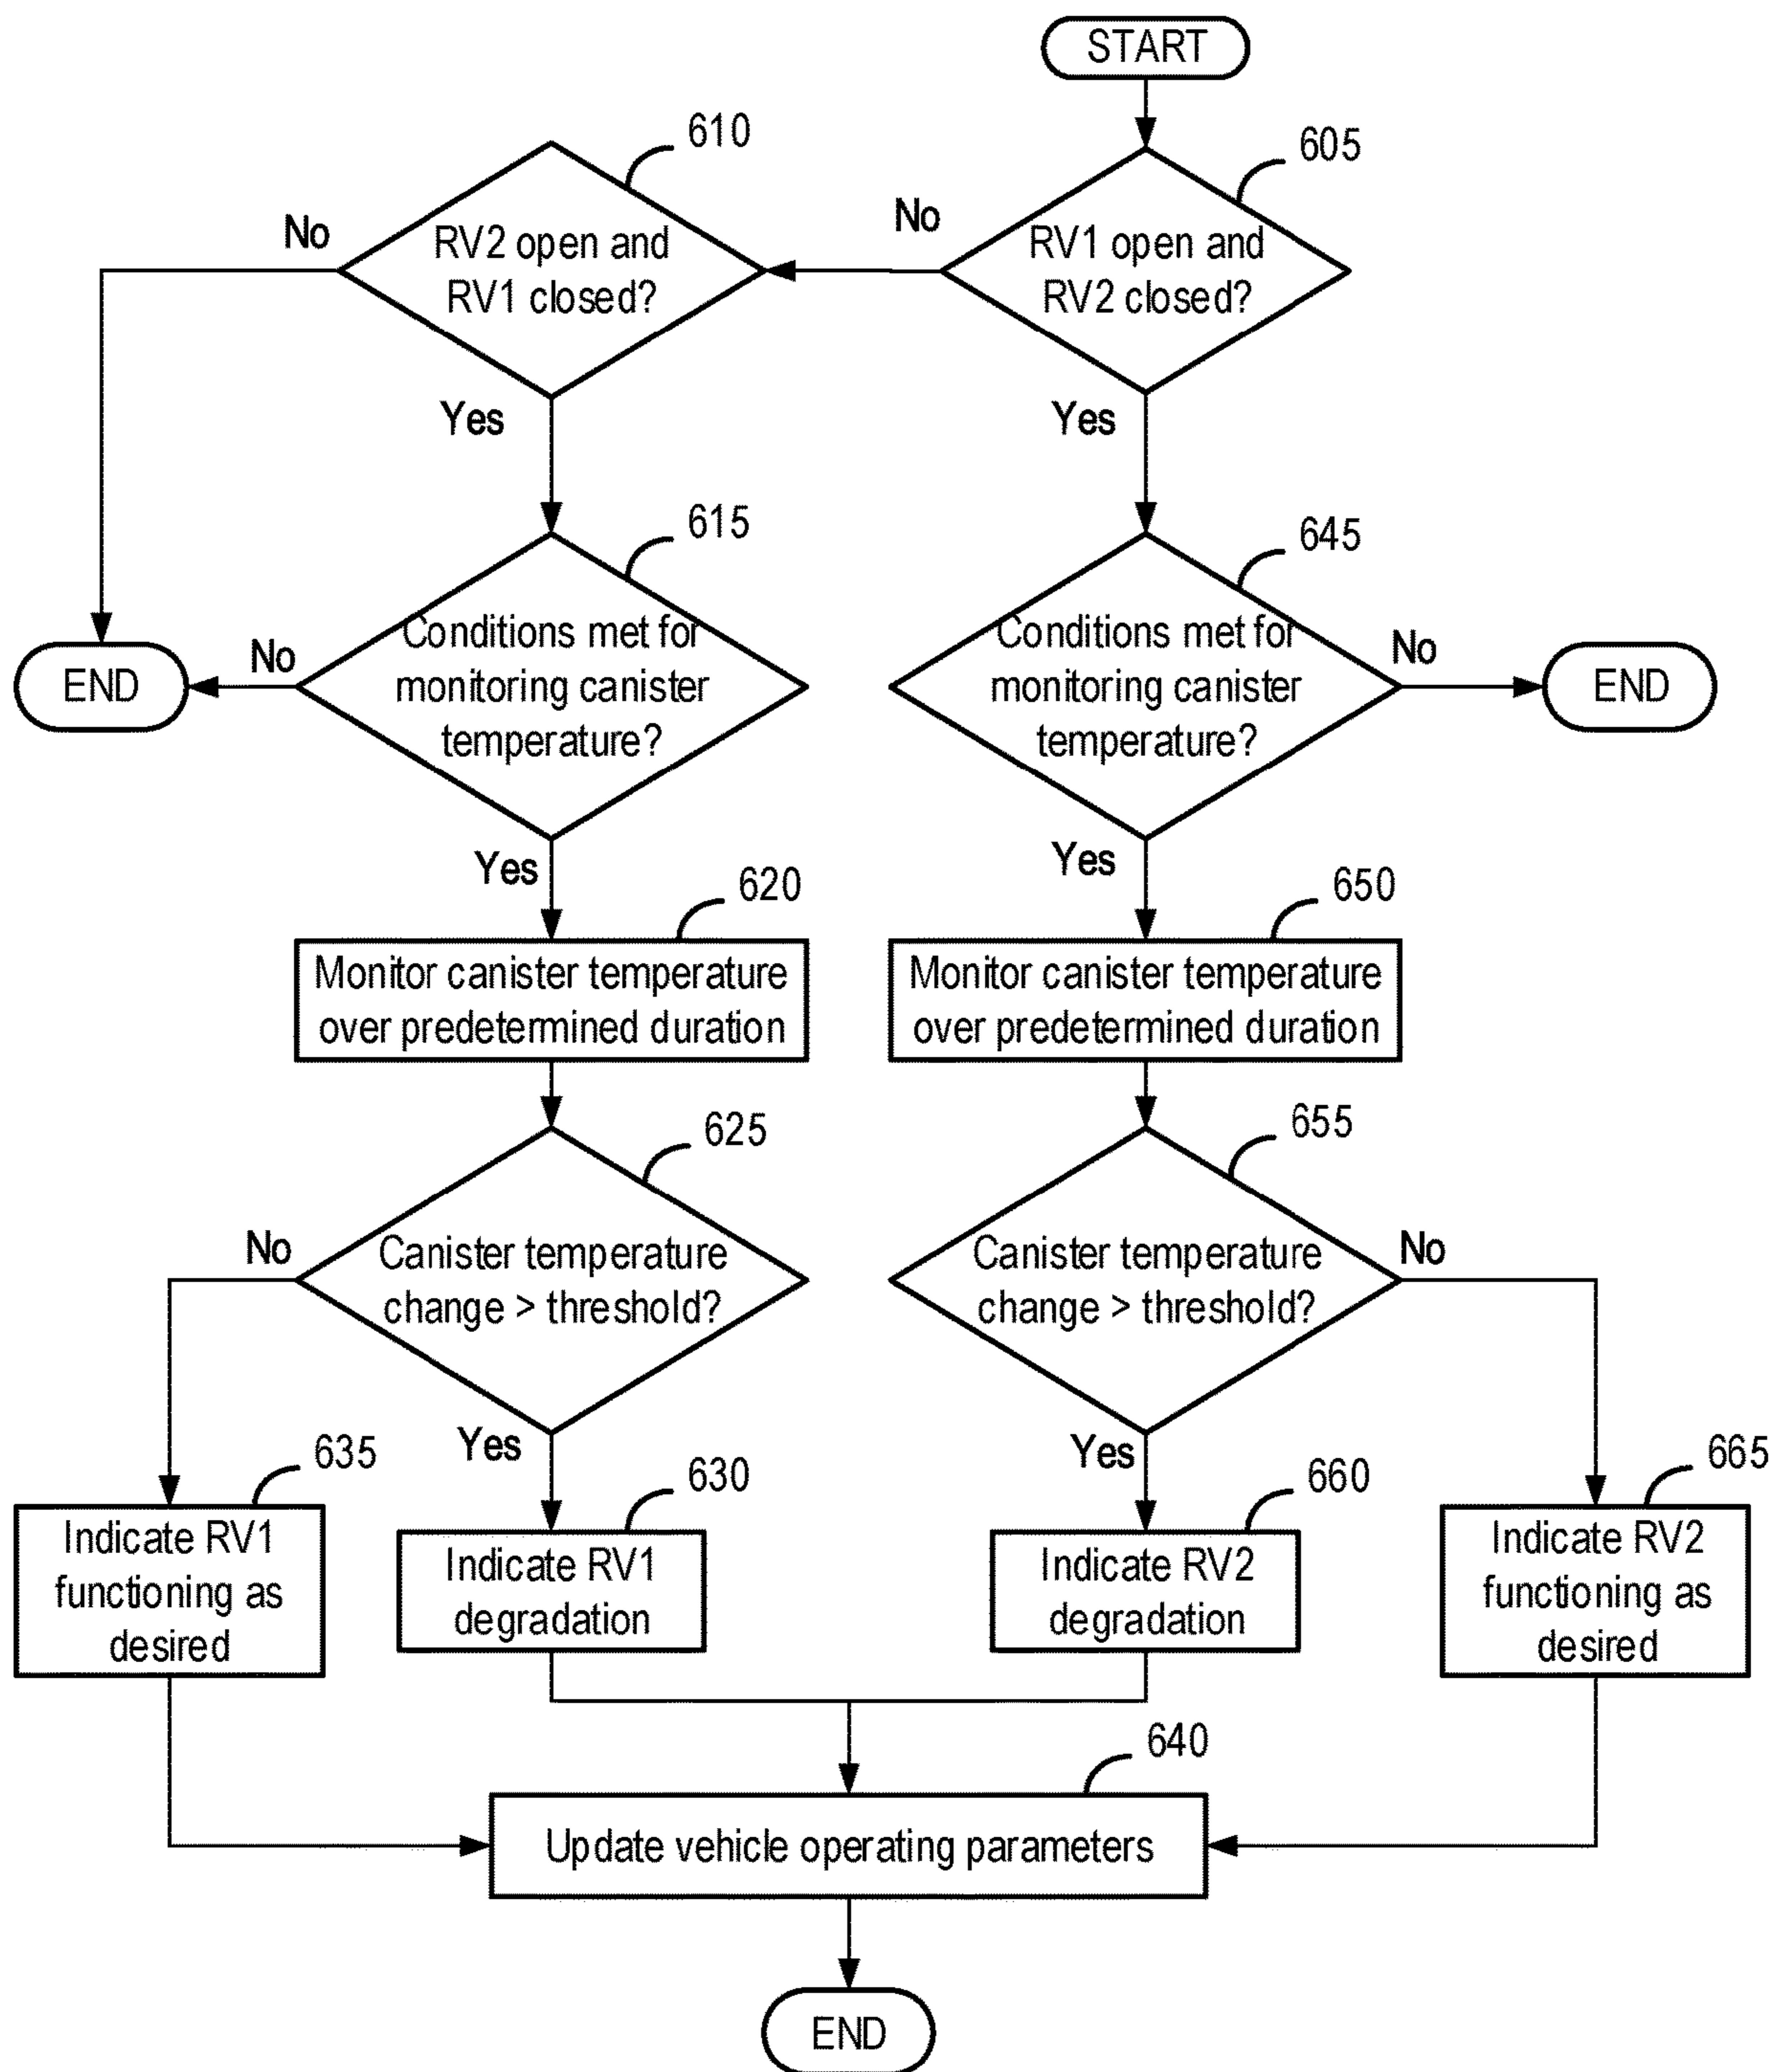 START
610
605
No
No
RV2 open and
RV1 closed?
RV1 open and
RV2 closed?
Yes
Yes
615
645
Conditions met for
monitoring canister
temperature?
Conditions met for
monitoring canister
temperature?
No
No
END
END
Yes
Yes
620
650
Monitor canister temperature
over predetermined duration
Monitor canister temperature
over predetermined duration
625
655
No
Canister temperature
change > threshold?
Canister temperature
change > threshold?
No
Yes
Yes
635
630
660
665
Indicate RV1
functioning as
desired
Indicate RV1
degradation
Indicate RV2
degradation
Indicate RV2
functioning as
desired
640
Update vehicle operating parameters
END